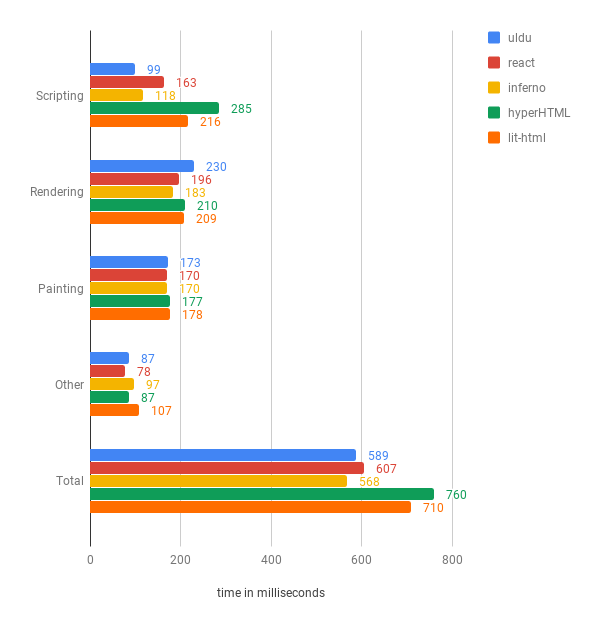 uldu
react
inferno
hyperHTML
lit-html
Scripting
99
163
118
285
216
Rendering
230
196
183
210
209
Painting
173
170
170
177
178
Other
87
78
97
87
107
Total
589
607
568
760
710
0 200 400 600 800
time in milliseconds